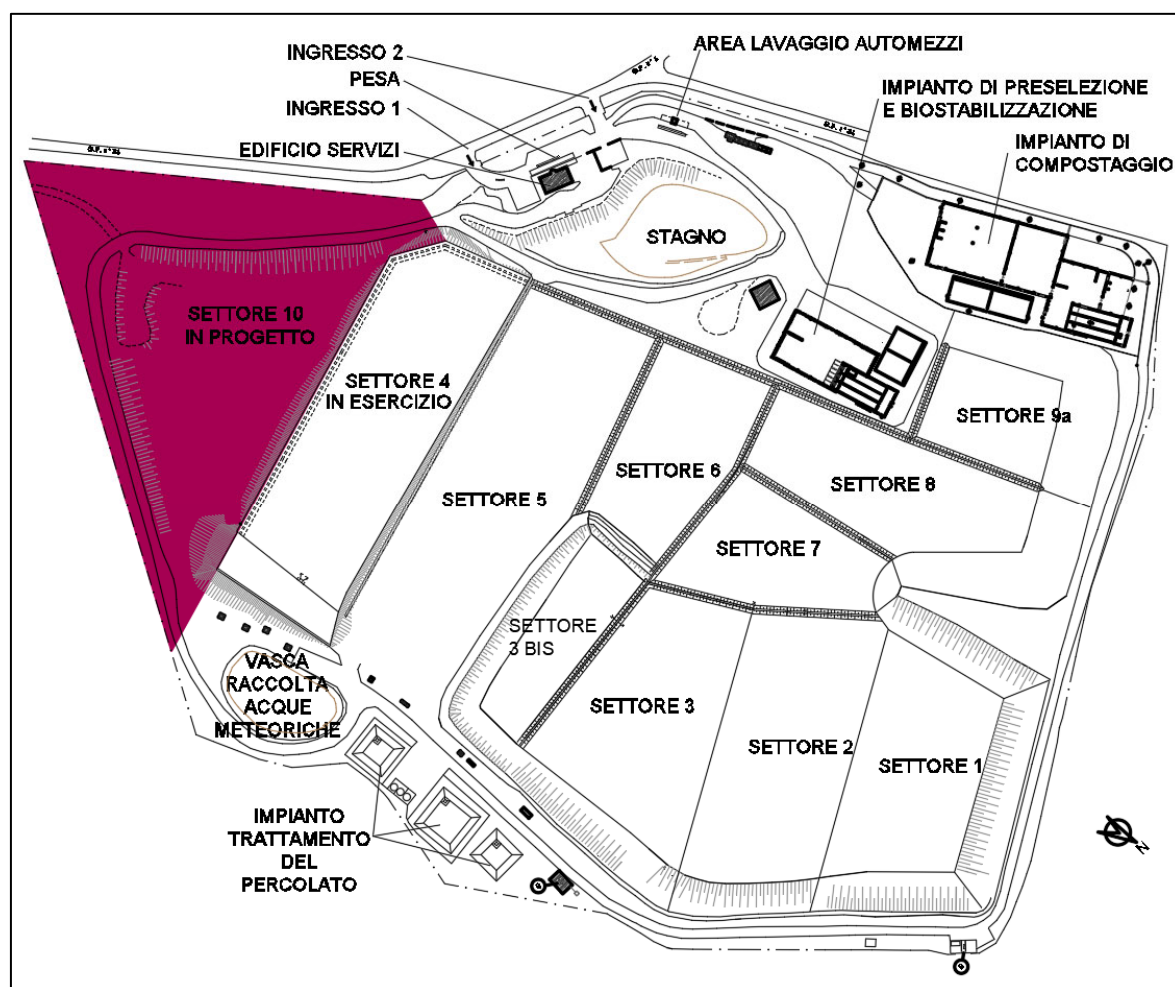 INGRESSO 2
PESA
INGRESSO 1
EDIFICIO SERVIZI
AREA LAVAGGIO AUTOMEZZI
IMPIANTO DI PRESELEZIONE
E BIOSTABILIZZAZIONE
IMPIANTO DI
COMPOSTAGGIO
STAGNO
SETTORE 10
IN PROGETTO
SETTORE 4
IN ESERCIZIO
SETTORE 9a
SETTORE 6
SETTORE 8
SETTORE 5
SETTORE 7
SETTORE
3 BIS
VASCA
RACCOLTA
ACQUE
METEORICHE
SETTORE 3
SETTORE 2
SETTORE 1
IMPIANTO
TRATTAMENTO
DEL
PERCOLATO
N